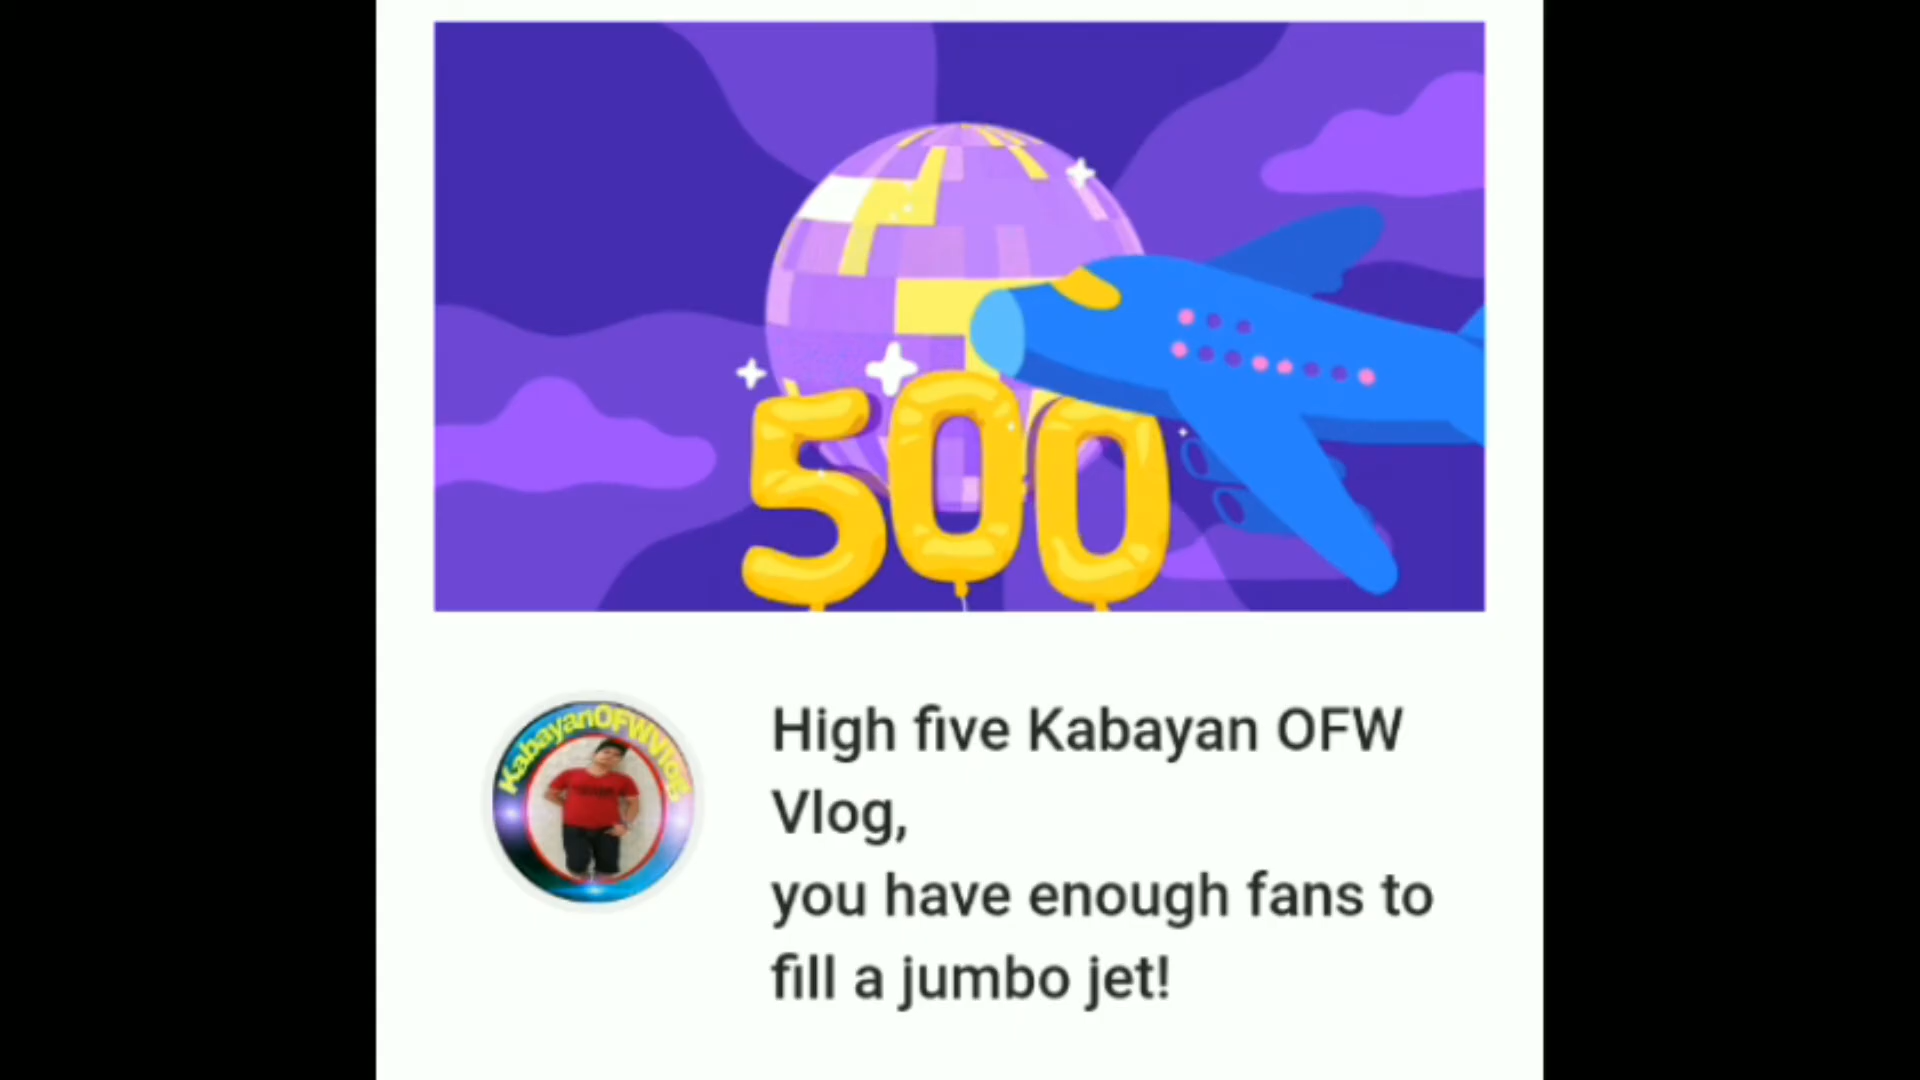 500
KabayanOFWVlog
High five Kabayan OFW
Vlog,
you have enough fans to
fill a jumbo jet!